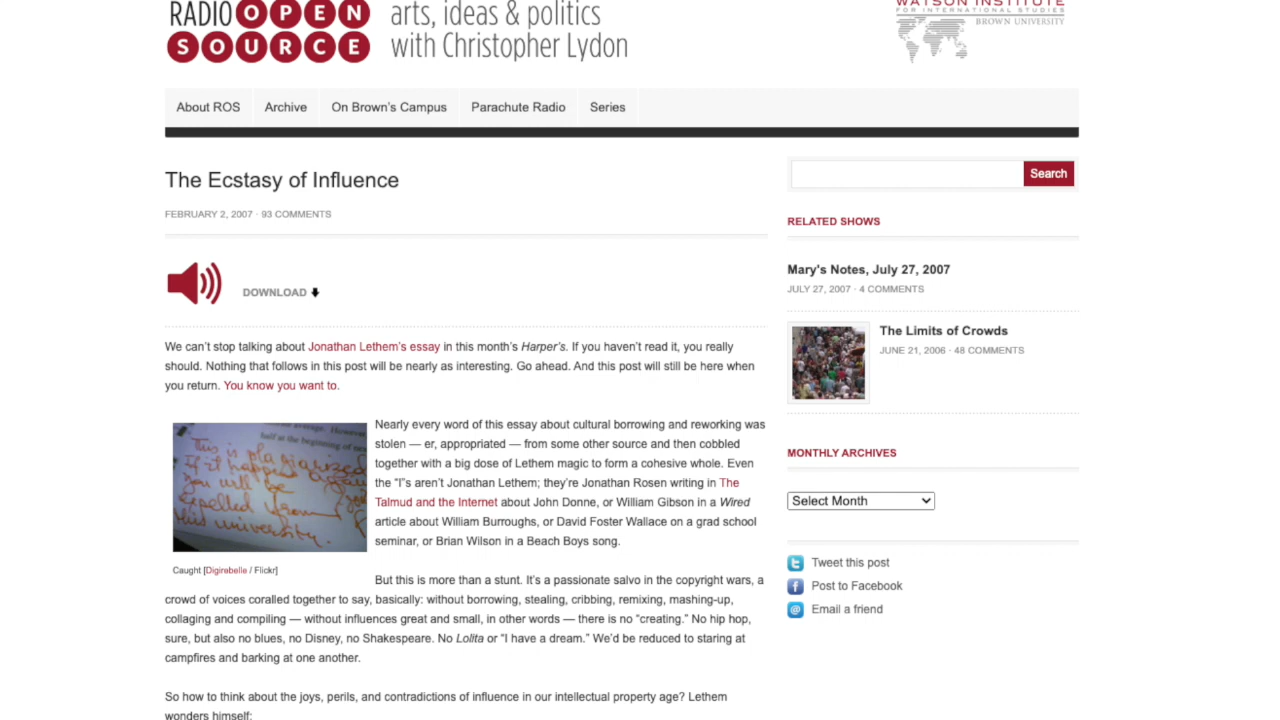 RADIO OPEN
SOURCE
arts, ideas & politics
with Christopher Lydon
WATSON INSTITUTE
FOR INTERNATIONAL STUDIES
BROWN UNIVERSITY
About ROS
Archive
On Brown's Campus
Parachute Radio
Series
The Ecstasy of Influence
FEBRUARY 2, 2007 · 93 COMMENTS
DOWNLOAD
We can't stop talking about Jonathan Lethem's essay in this month's Harper's. If you haven't read it, you really
should. Nothing that follows in this post will be nearly as interesting. Go ahead. And this post will still be here when
you return. You know you want to.
This is plagiarized
If it happens again
you will be
expelled from
this university.
half at the beginning of
Caught [Digirebelle / Flickr]
Nearly every word of this essay about cultural borrowing and reworking was
stolen — er, appropriated — from some other source and then cobbled
together with a big dose of Lethem magic to form a cohesive whole. Even
the “I”s aren't Jonathan Lethem; they're Jonathan Rosen writing in The
Talmud and the Internet about John Donne, or William Gibson in a Wired
article about William Burroughs, or David Foster Wallace on a grad school
seminar, or Brian Wilson in a Beach Boys song.
But this is more than a stunt. It's a passionate salvo in the copyright wars, a
crowd of voices coralled together to say, basically: without borrowing, stealing, cribbing, remixing, mashing-up,
collaging and compiling — without influences great and small, in other words — there is no “creating.” No hip hop,
sure, but also no blues, no Disney, no Shakespeare. No Lolita or “I have a dream.” We'd be reduced to staring at
campfires and barking at one another.
So how to think about the joys, perils, and contradictions of influence in our intellectual property age? Lethem
wonders himself:
Search
RELATED SHOWS
Mary's Notes, July 27, 2007
JULY 27, 2007 · 4 COMMENTS
The Limits of Crowds
JUNE 21, 2006 · 48 COMMENTS
MONTHLY ARCHIVES
Select Month
Tweet this post
Post to Facebook
Email a friend